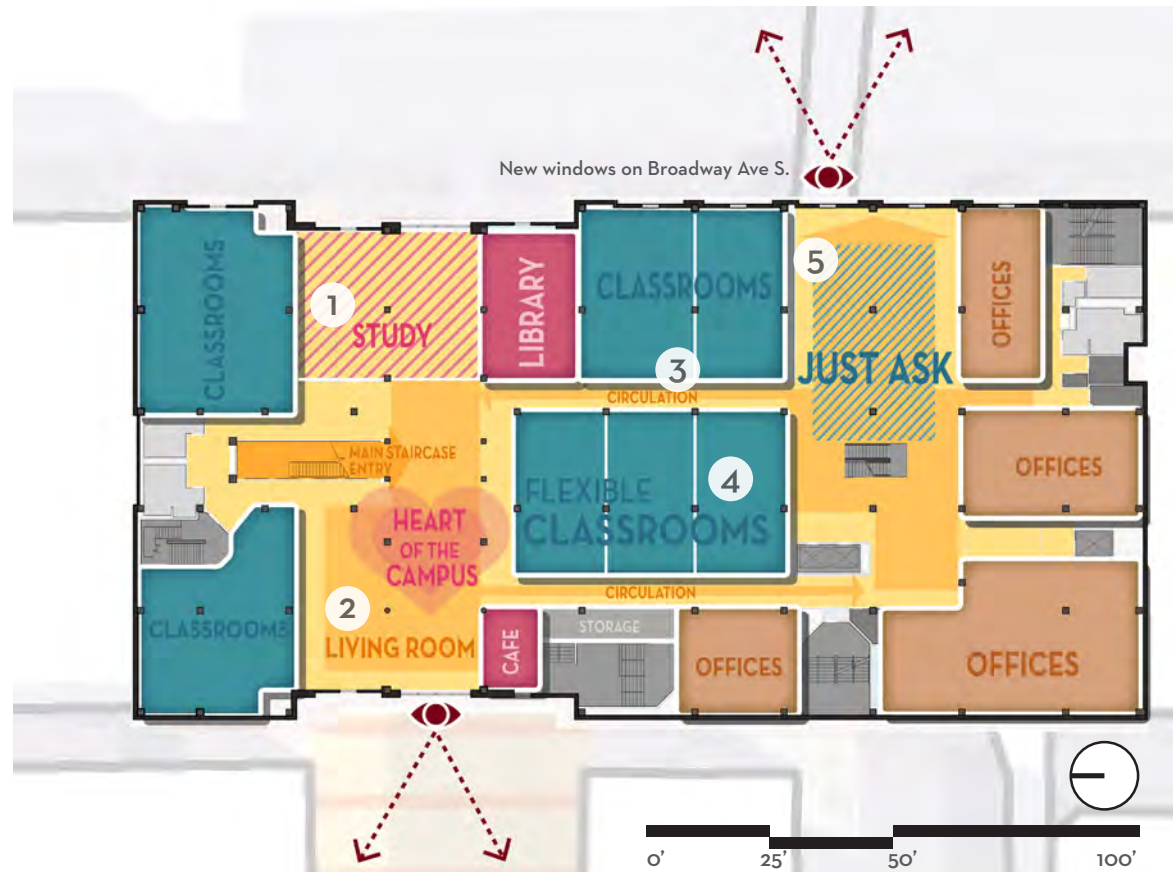 New windows on Broadway Ave S.
CLASSROOMS
1
STUDY
LIBRARY
CLASSROOMS
3
5
JUST ASK
OFFICES
CIRCULATION
MAIN STAIRCASE
ENTRY
HEART
OF THE
CAMPUS
FLEXIBLE
CLASSROOMS
4
OFFICES
CIRCULATION
2
LIVING ROOM
CLASSROOMS
CAFE
STORAGE
OFFICES
OFFICES
0' 25' 50' 100'